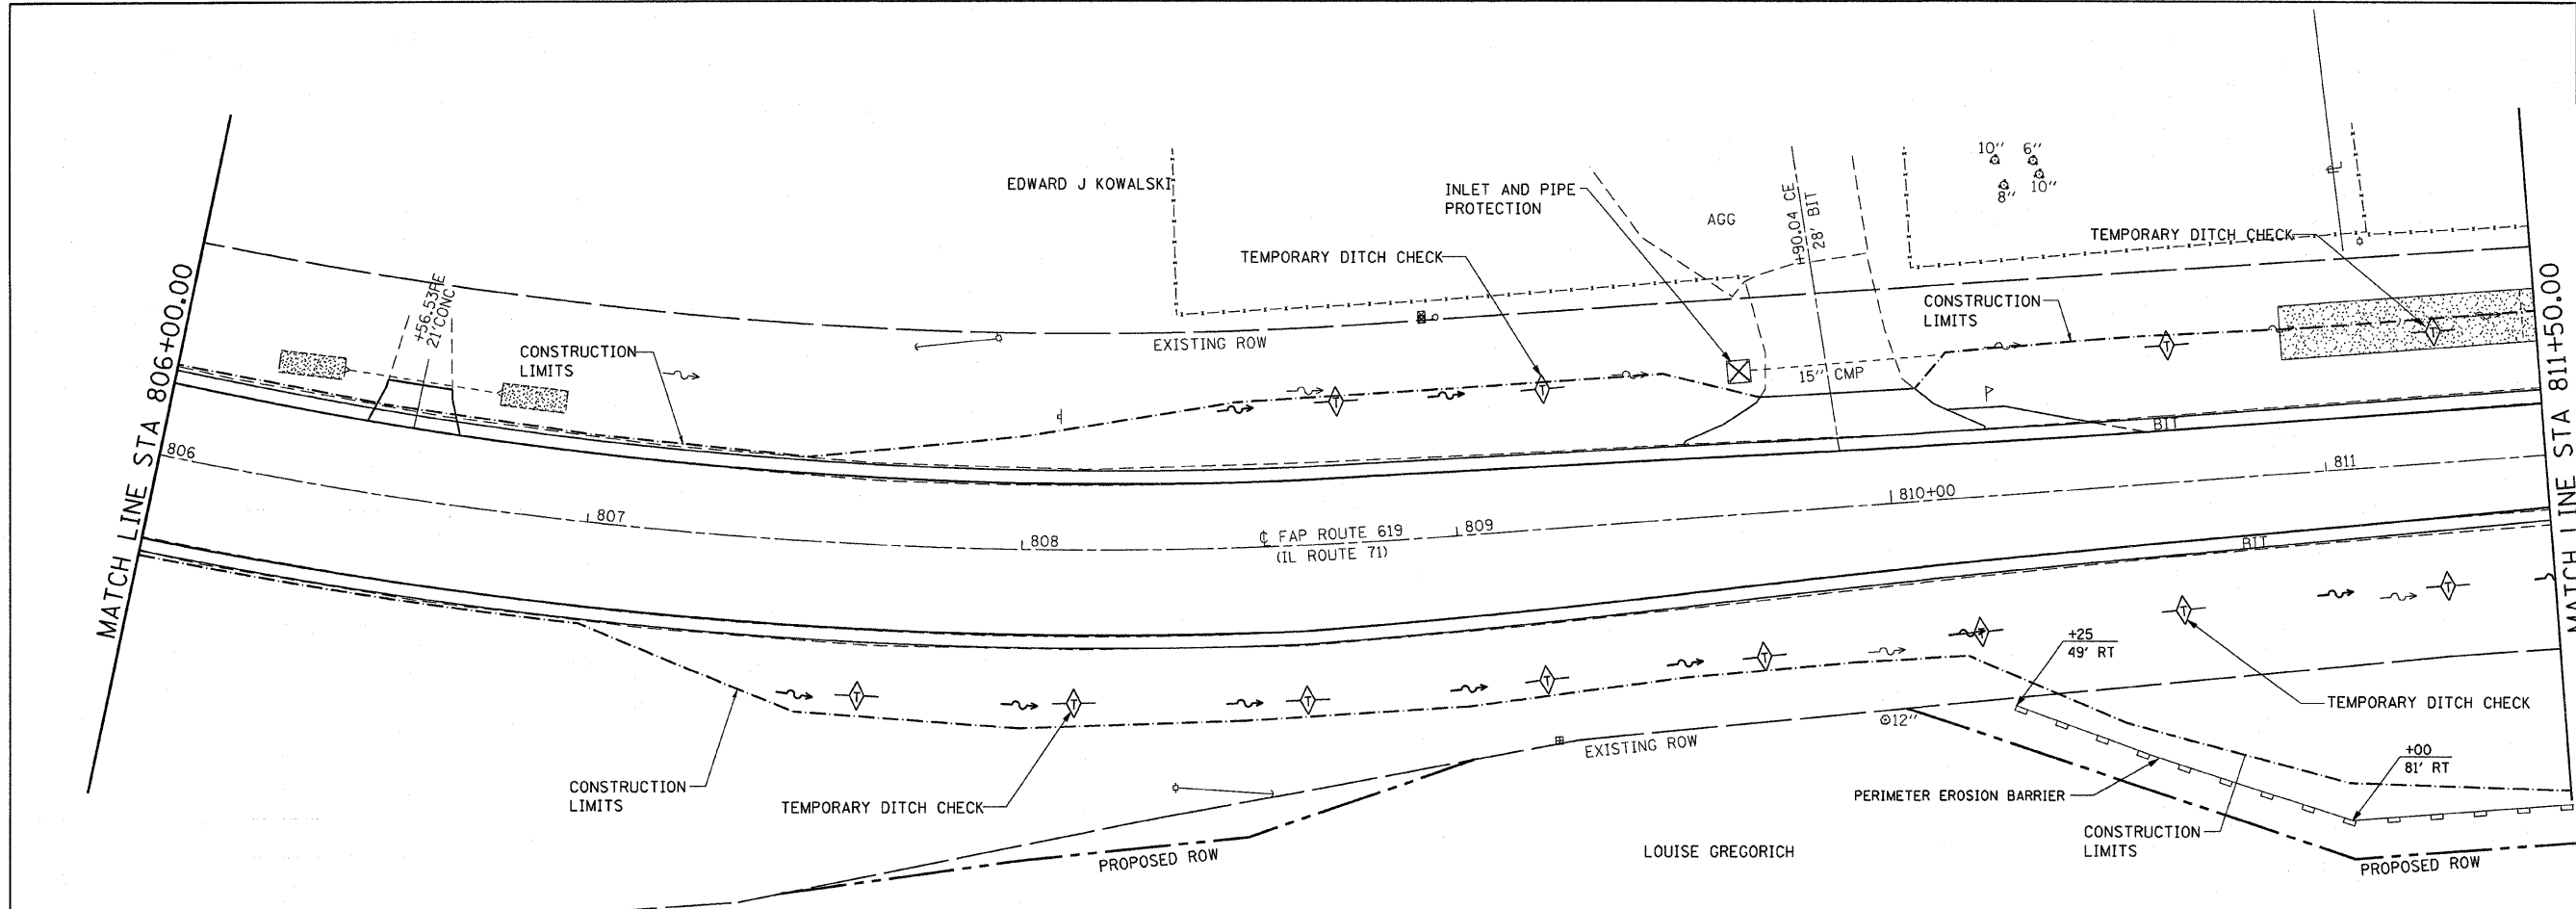 MATCH LINE STA 806+00.00
EDWARD J KOWALSKI
INLET AND PIPE
PROTECTION
AGG
+90.04 CE
28' BIT
10'' 6''
8'' 10''
TEMPORARY DITCH CHECK
TEMPORARY DITCH CHECK
+56.53
21' CONC
CONSTRUCTION
LIMITS
EXISTING ROW
CONSTRUCTION
LIMITS
15'' CMP
P
BIT
MATCH LINE STA 811+50.00
806
807
808
℄ FAP ROUTE 619
(IL ROUTE 71)
809
810+00
811
BIT
T
T
T
T
T
T
T
T
T
T
T
T
+25
49' RT
TEMPORARY DITCH CHECK
12''
EXISTING ROW
+00
81' RT
CONSTRUCTION
LIMITS
TEMPORARY DITCH CHECK
PERIMETER EROSION BARRIER
CONSTRUCTION
LIMITS
PROPOSED ROW
LOUISE GREGORICH
PROPOSED ROW